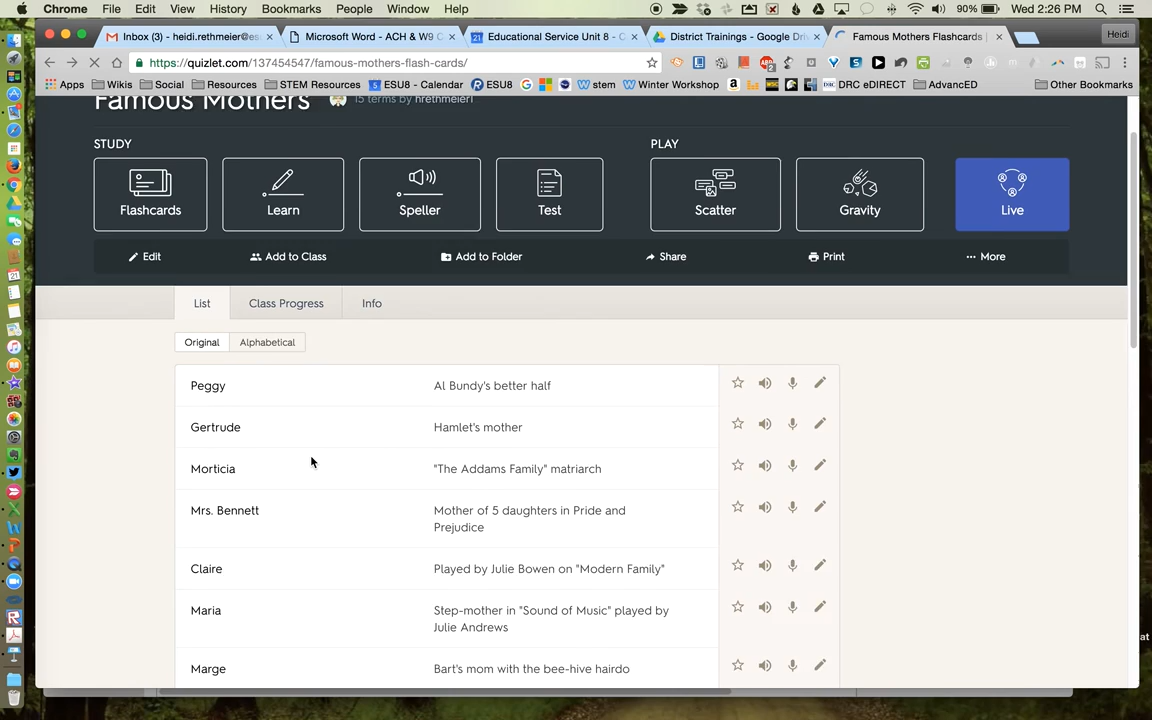 Chrome File Edit View History Bookmarks People Window Help 90% Wed 2:26 PM
Inbox (3) - heidi.rethmeier@es Microsoft Word - ACH & W9 C Educational Service Unit 8 - C District Trainings - Google Dri Famous Mothers Flashcards Heidi
https://quizlet.com/137454547/famous-mothers-flash-cards/
Apps Wikis Social Resources STEM Resources ESU8 - Calendar ESU8 stem Winter Workshop DRC eDIRECT AdvancED Other Bookmarks
Famous Mothers 15 terms by hrethmeier1
STUDY PLAY
Flashcards Learn Speller Test Scatter Gravity Live
Edit Add to Class Add to Folder Share Print More
List Class Progress Info
Original Alphabetical
Peggy Al Bundy's better half
Gertrude Hamlet's mother
Morticia "The Addams Family" matriarch
Mrs. Bennett Mother of 5 daughters in Pride and
Prejudice
Claire Played by Julie Bowen on "Modern Family"
Maria Step-mother in "Sound of Music" played by
Julie Andrews
Marge Bart's mom with the bee-hive hairdo